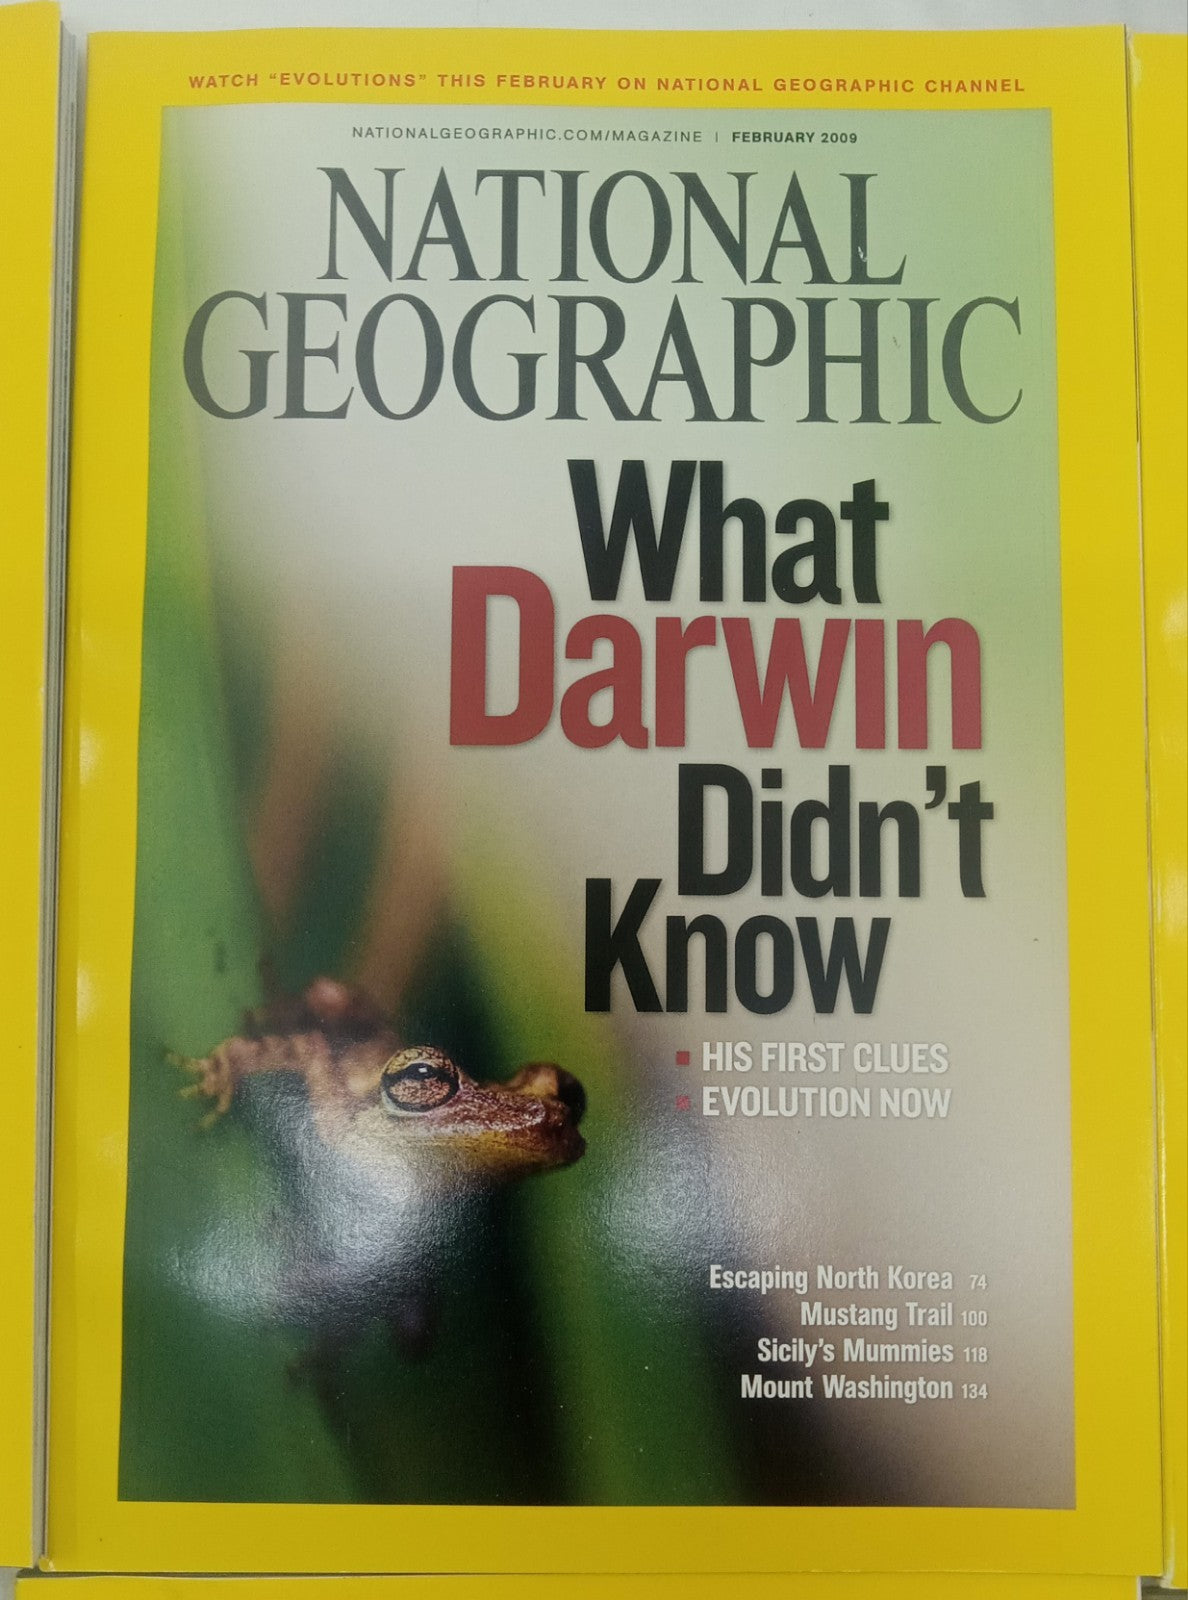 WATCH “EVOLUTIONS” THIS FEBRUARY ON NATIONAL GEOGRAPHIC CHANNEL
NATIONALGEOGRAPHIC.COM/MAGAZINE | FEBRUARY 2009
NATIONAL
GEOGRAPHIC
What
Darwin
Didn’t
Know
HIS FIRST CLUES
EVOLUTION NOW
Escaping North Korea 74
Mustang Trail 100
Sicily’s Mummies 118
Mount Washington 134